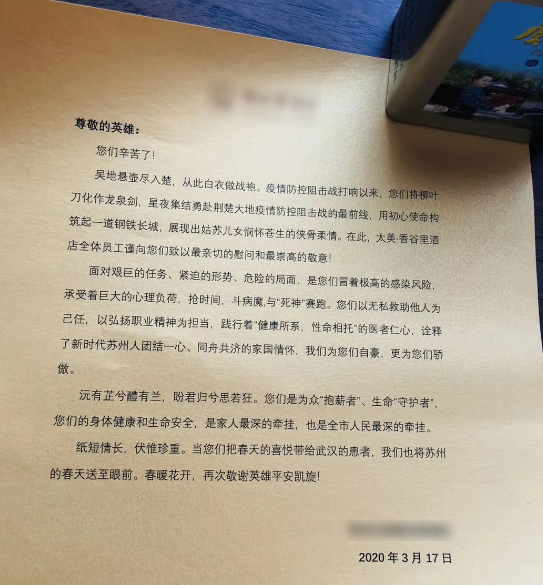 尊敬的英雄：
您们辛苦了！
吴地悬壶尽入楚，从此白衣做战袍。疫情防控阻击战打响以来，您们将柳叶
刀化作龙泉剑，星夜集结勇赴荆楚大地疫情防控阻击战的最前线，用初心使命构
筑起一道钢铁长城，展现出姑苏儿女悯怀苍生的侠骨柔情。在此，太美·香谷里酒
店全体员工谨向您们致以最亲切的慰问和最崇高的敬意！
面对艰巨的任务、紧迫的形势、危险的局面，是您们冒着极高的感染风险，
承受着巨大的心理负荷，抢时间，斗病魔，与“死神”赛跑。您们以无私救助他人为
己任，以弘扬职业精神为担当，践行着“健康所系，性命相托”的医者仁心，诠释
了新时代苏州人团结一心、同舟共济的家国情怀，我们为您们自豪，更为您们骄
傲。
沅有芷兮醴有兰，盼君归兮思若狂。您们是为众“抱薪者”、生命“守护者”，
您们的身体健康和生命安全，是家人最深的牵挂，也是全市人民最深的牵挂。
纸短情长，伏惟珍重。当您们把春天的喜悦带给武汉的患者，我们也将苏州
的春天送至眼前。春暖花开，再次敬谢英雄平安凯旋！
2020 年 3 月 17 日